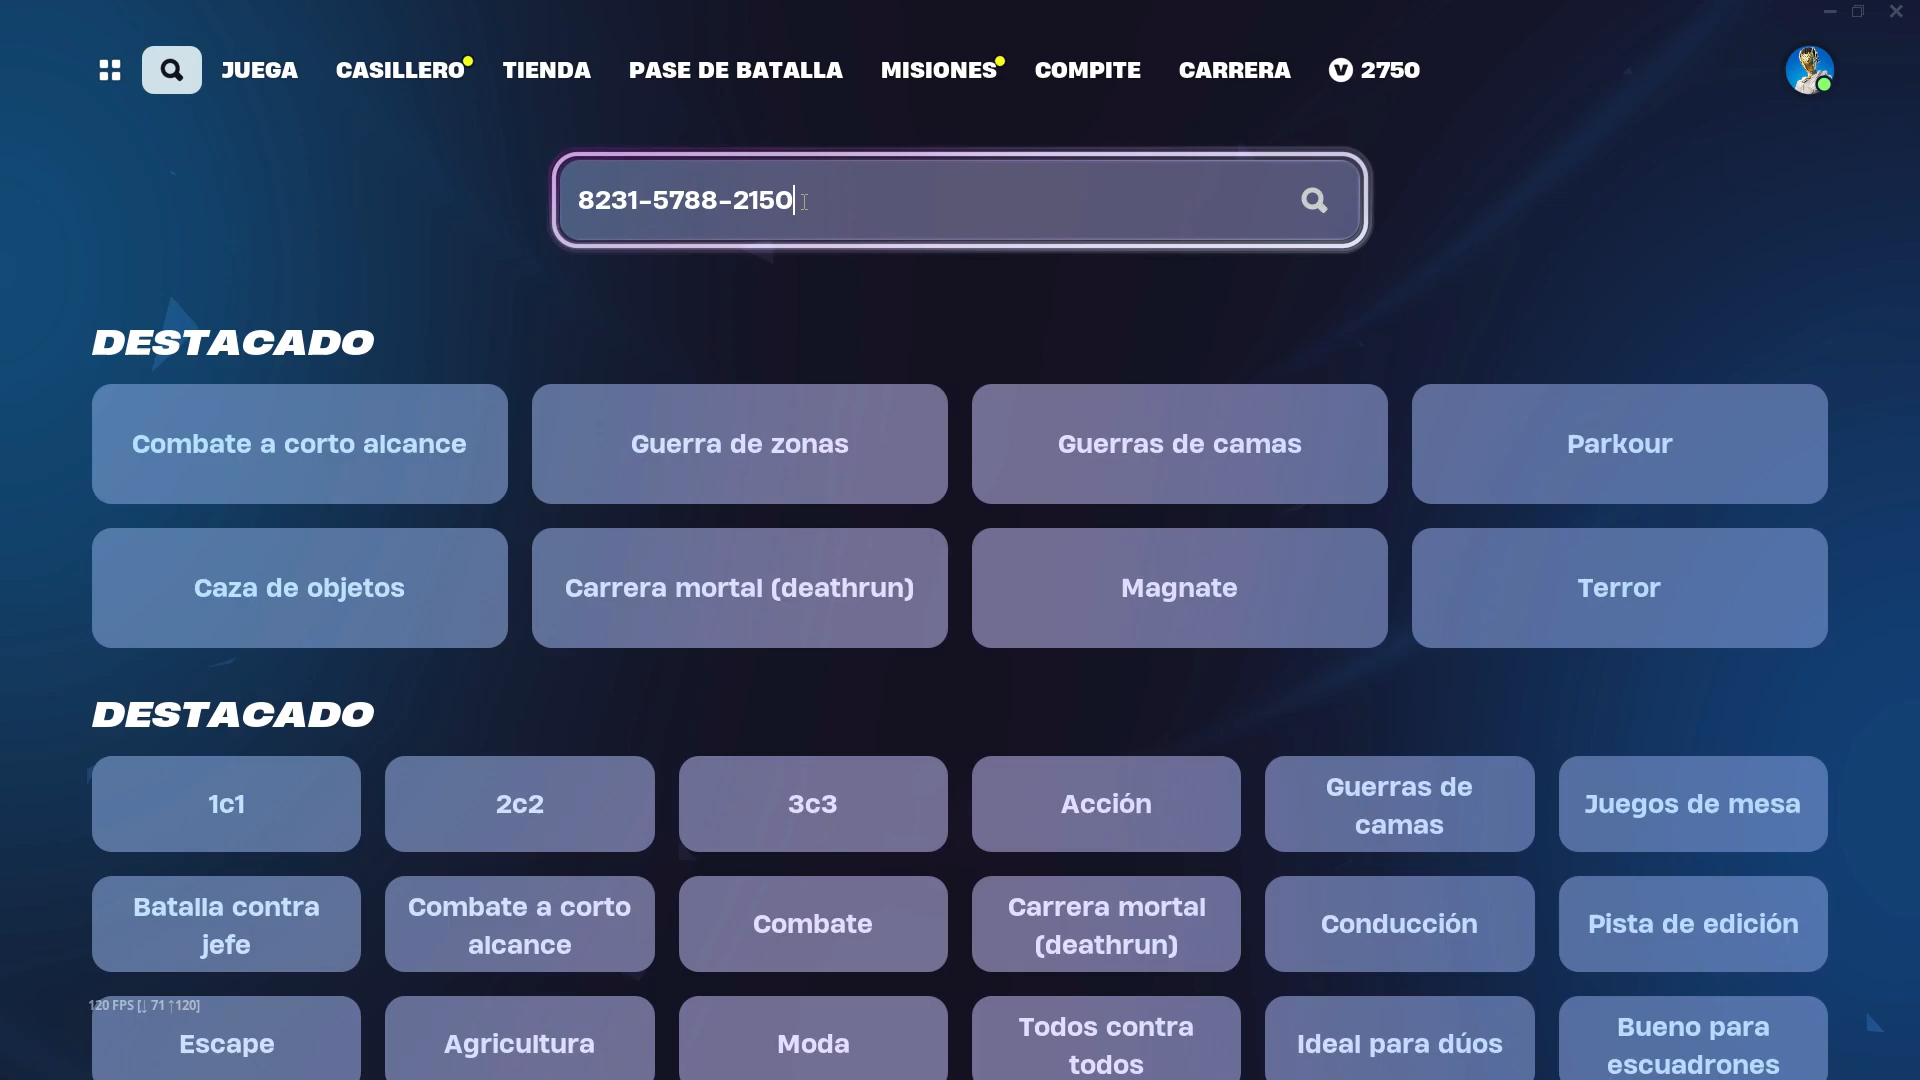 JUEGA CASILLERO TIENDA PASE DE BATALLA MISIONES COMPITE CARRERA V 2750
8231-5788-2150
DESTACADO
Combate a corto alcance
Guerra de zonas
Guerras de camas
Parkour
Caza de objetos
Carrera mortal (deathrun)
Magnate
Terror
DESTACADO
1c1
2c2
3c3
Acción
Guerras de
camas
Juegos de mesa
Batalla contra
jefe
Combate a corto
alcance
Combate
Carrera mortal
(deathrun)
Conducción
Pista de edición
120 FPS [↓ 71 ↑120]
Escape
Agricultura
Moda
Todos contra
todos
Ideal para dúos
Bueno para
escuadrones